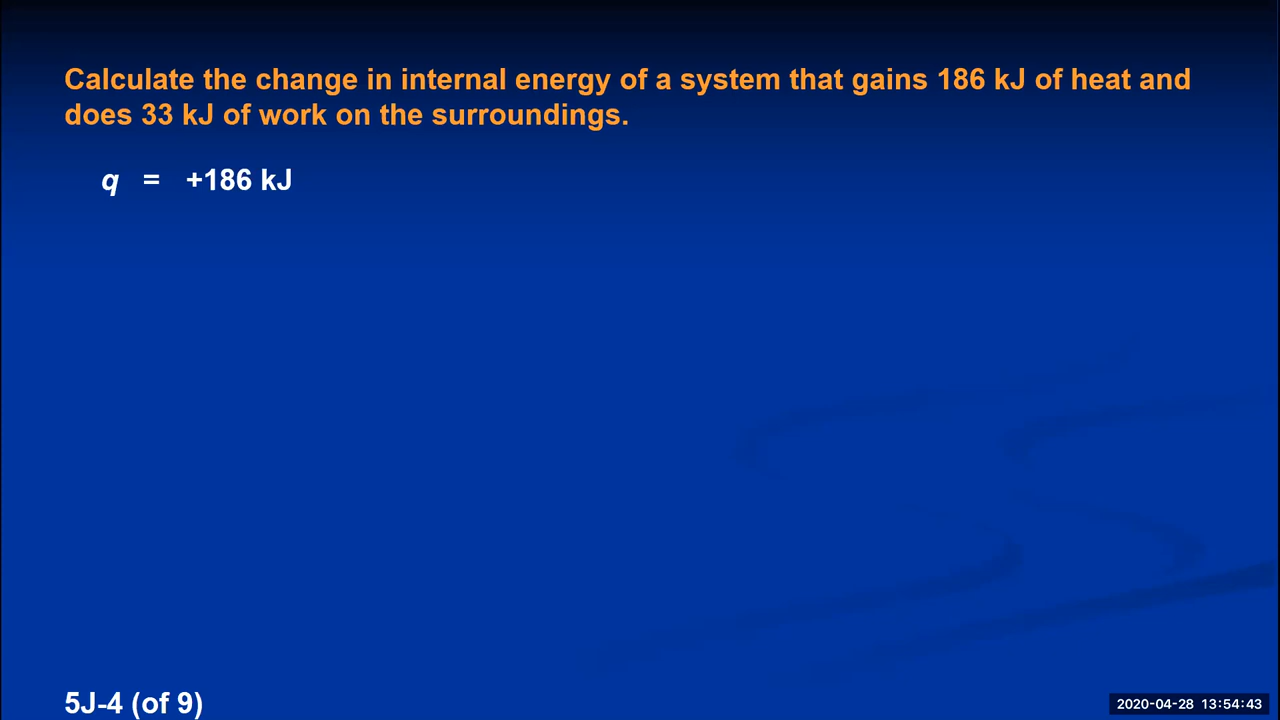 Calculate the change in internal energy of a system that gains 186 kJ of heat and
does 33 kJ of work on the surroundings.
q = +186 kJ
5J-4 (of 9)
2020-04-28 13:54:43